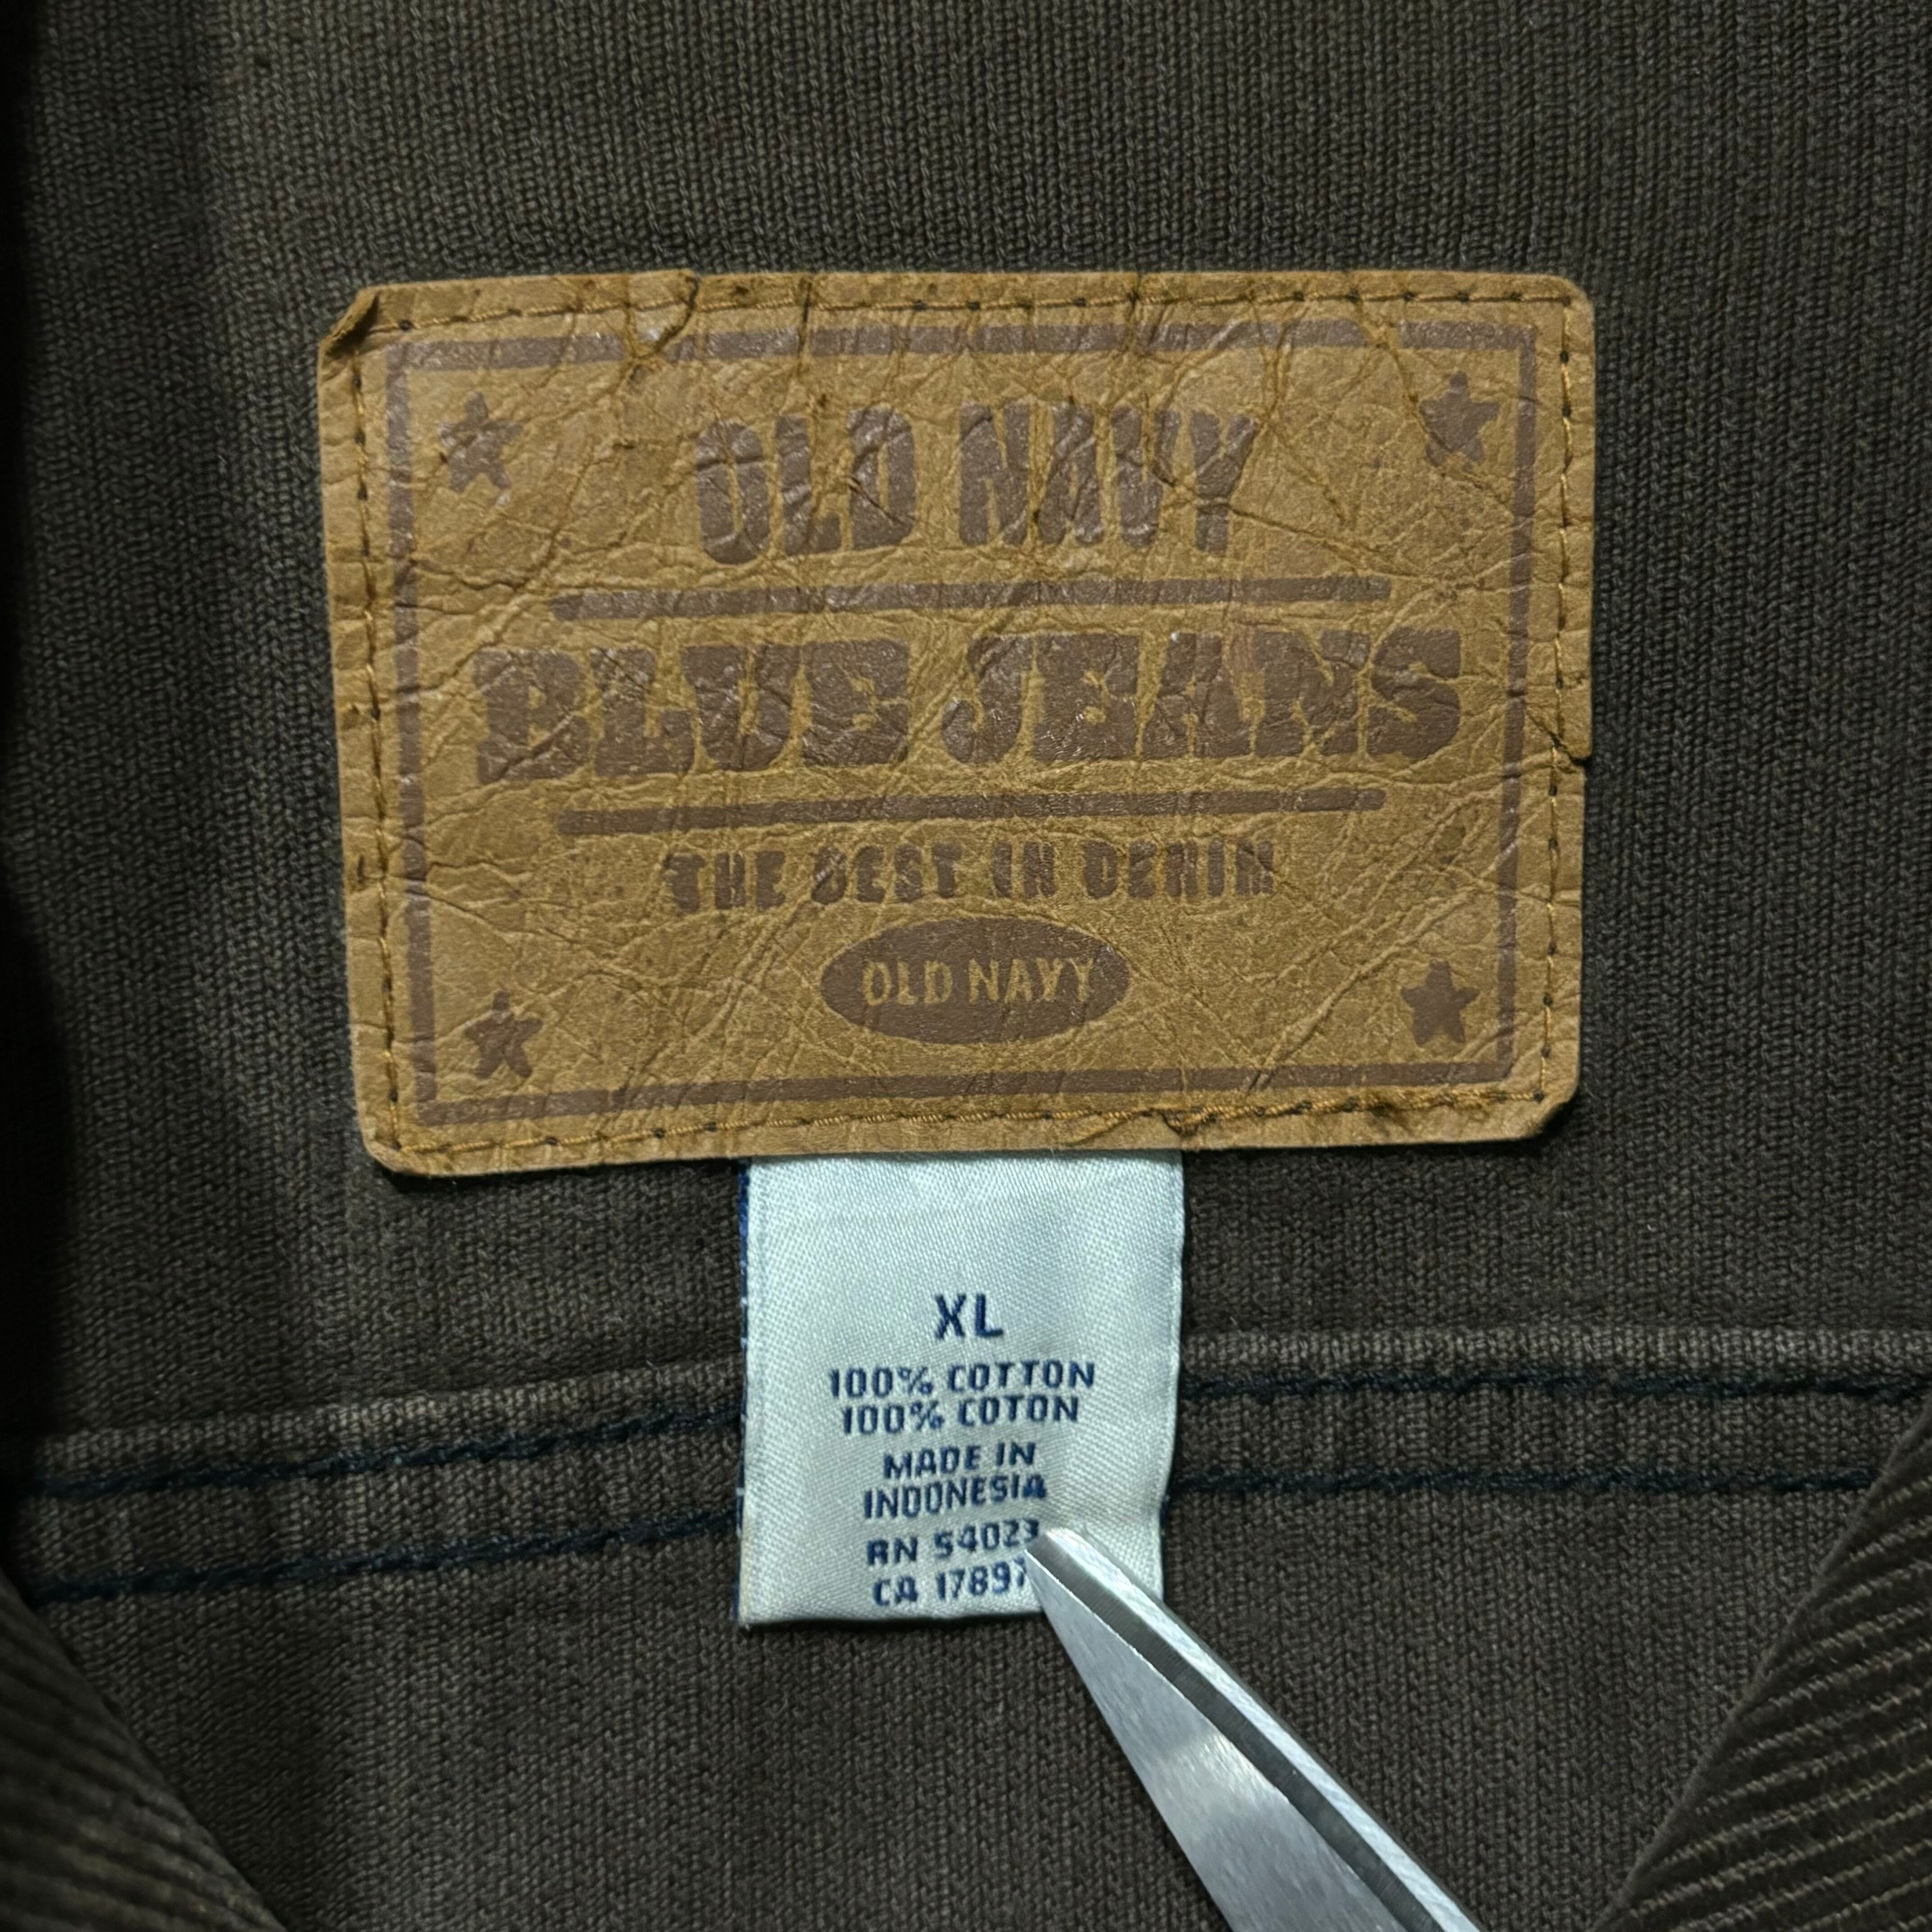 OLD NAVY
BLUE JEANS
THE BEST IN DENIM
OLD NAVY
XL
100% COTTON
100% COTON
MADE IN
INDONESIA
RN 54023
CA 17897